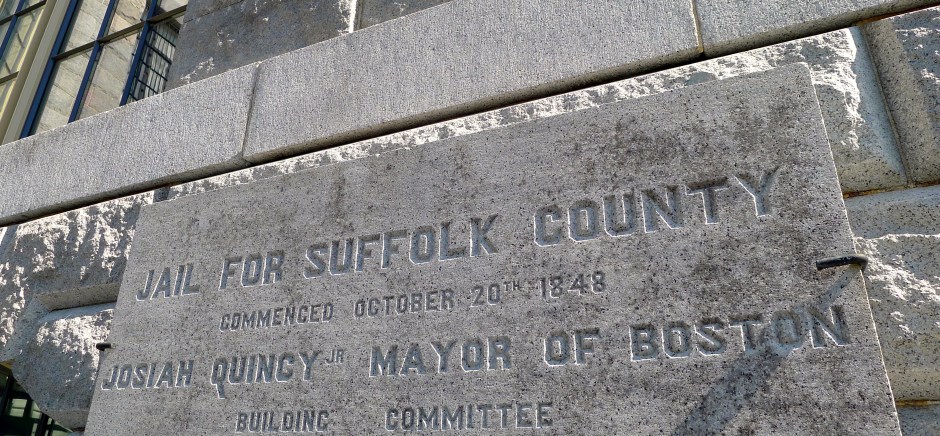 JAIL FOR SUFFOLK COUNTY
COMMENCED OCTOBER 20TH 1848
JOSIAH QUINCY JR MAYOR OF BOSTON
BUILDING COMMITTEE